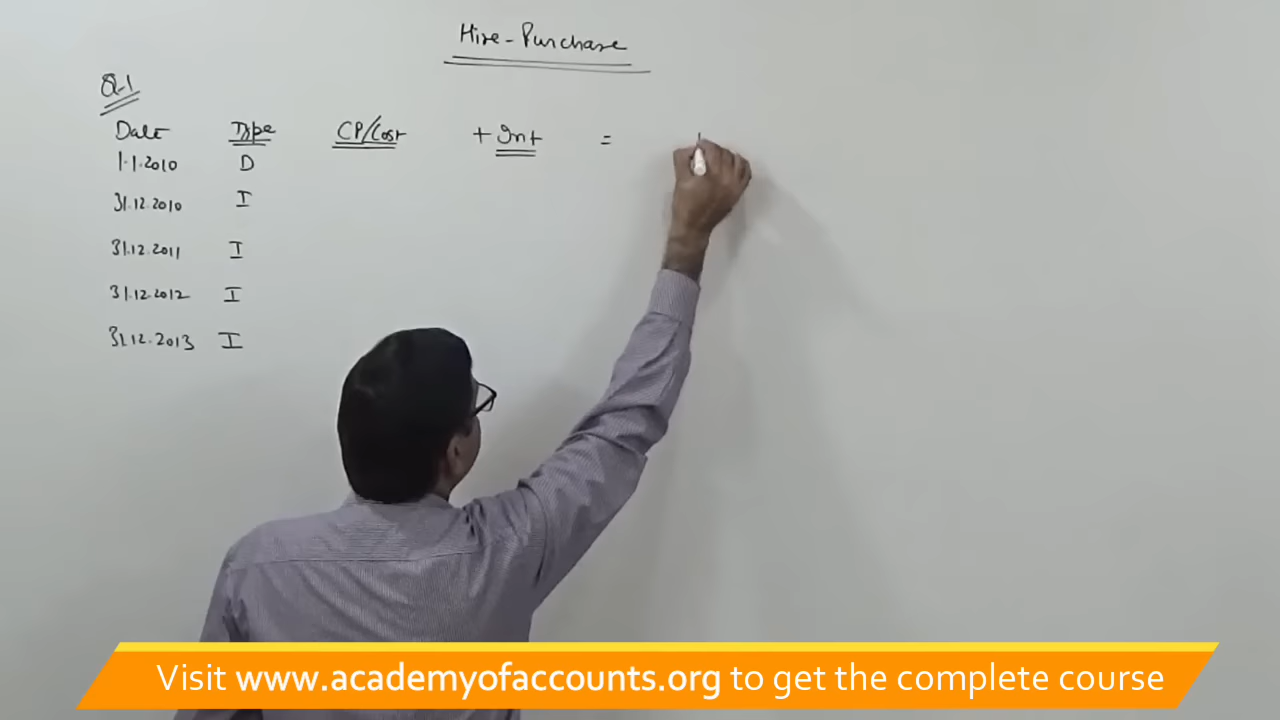 Hire-Purchase
Q.1
Date Type CP/Cost + Int =
1.1.2010 D
31.12.2010 I
31.12.2011 I
31.12.2012 I
31.12.2013 I
Visit www.academyofaccounts.org to get the complete course